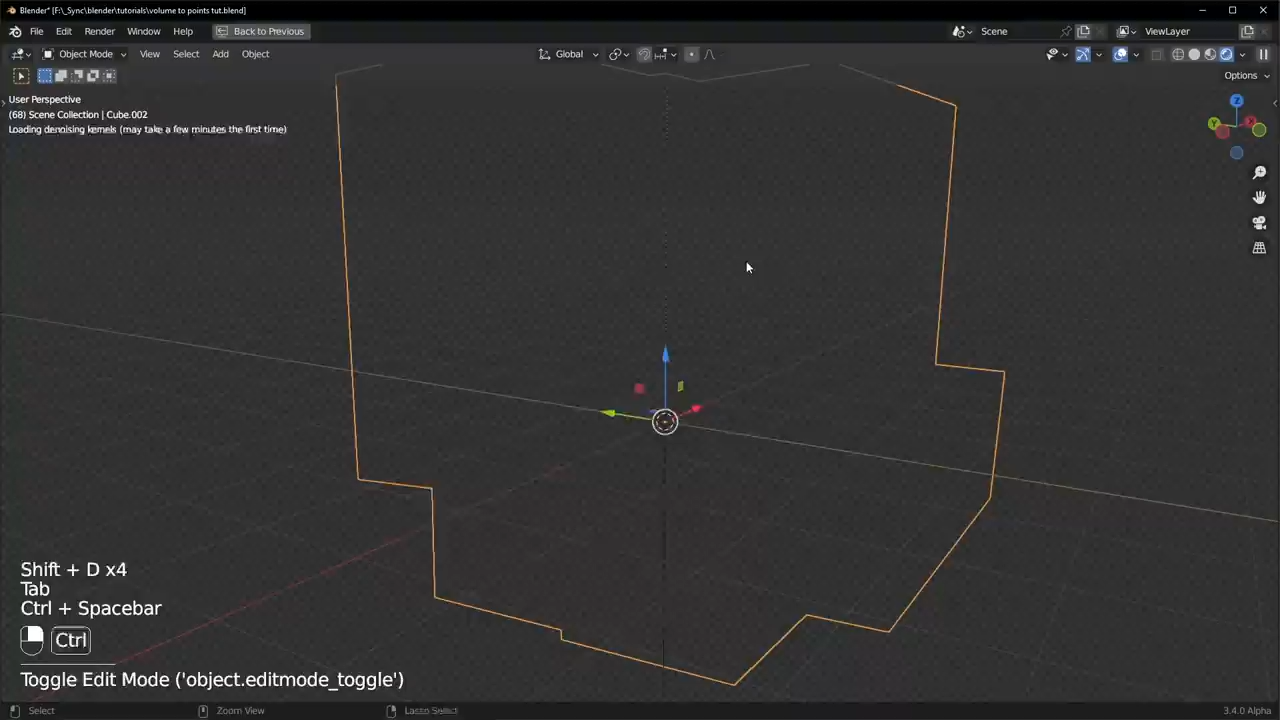 Blender* [F:\_Sync\blender\tutorials\volume to points tut.blend]
File Edit Render Window Help Back to Previous Scene ViewLayer
Object Mode View Select Add Object Global
Options
User Perspective
(68) Scene Collection | Cube.002
Loading denoising kernels (may take a few minutes the first time)
Z
Y X
Shift + D x4
Tab
Ctrl + Spacebar
Ctrl
Toggle Edit Mode ('object.editmode_toggle')
Select Zoom View Lasso Select 3.4.0 Alpha